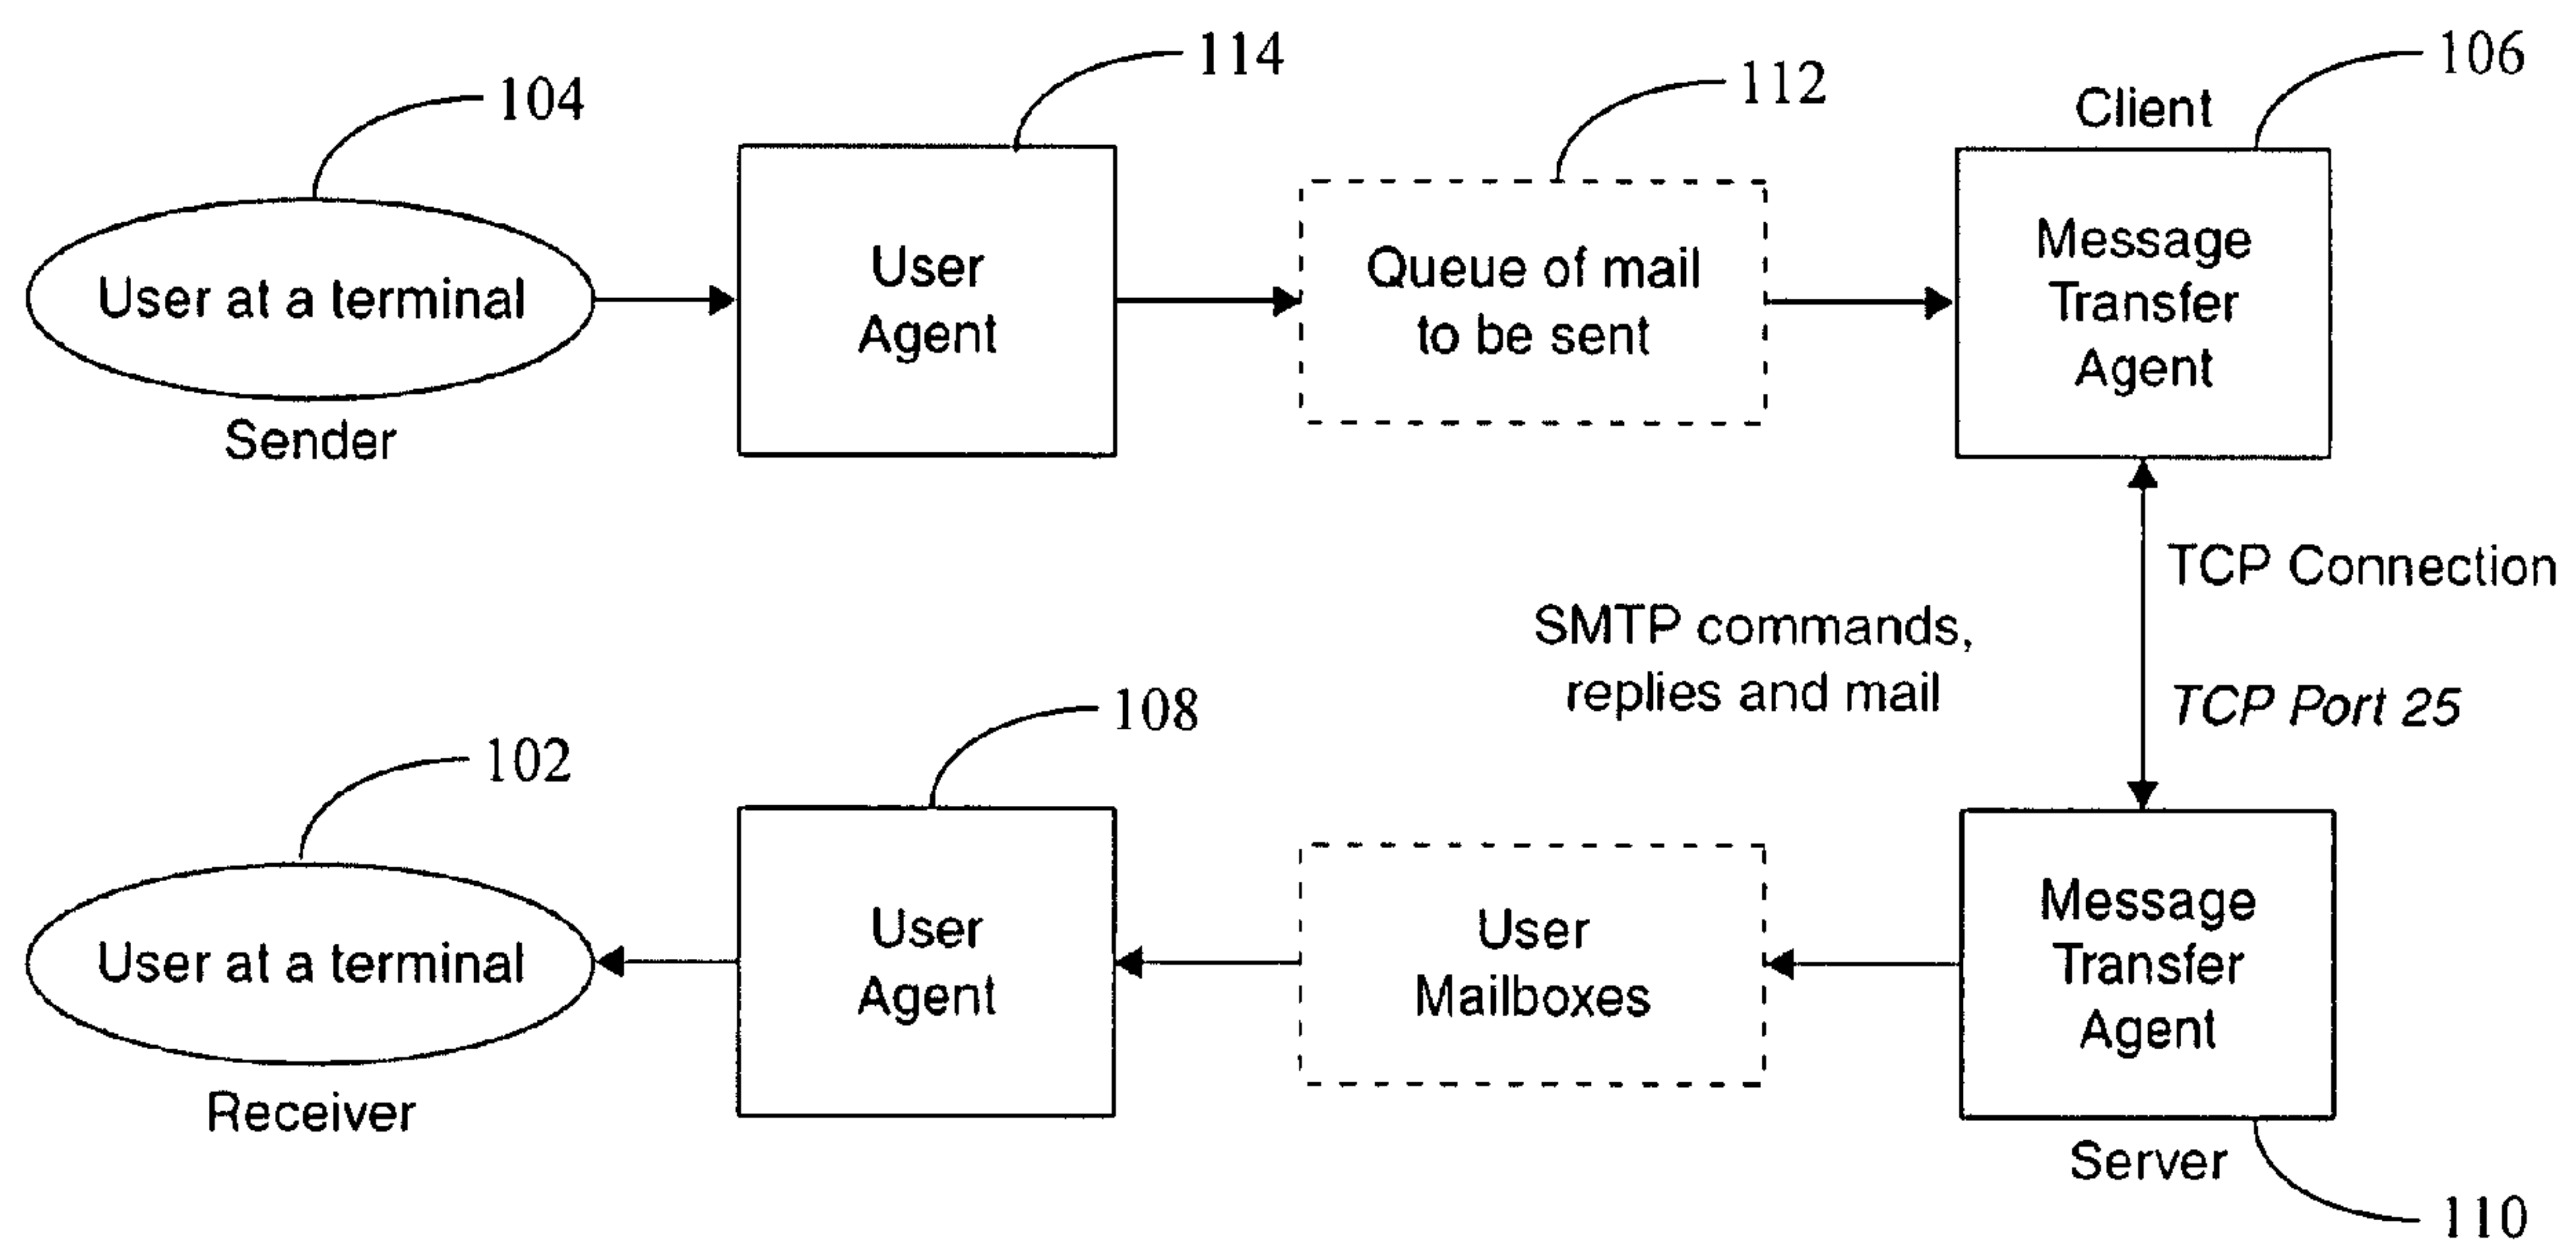 114
106
112
104
Client
User at a terminal
User
Agent
Queue of mail
to be sent
Message
Transfer
Agent
Sender
TCP Connection
SMTP commands,
replies and mail
TCP Port 25
108
102
User at a terminal
User
Agent
User
Mailboxes
Message
Transfer
Agent
Receiver
Server
110